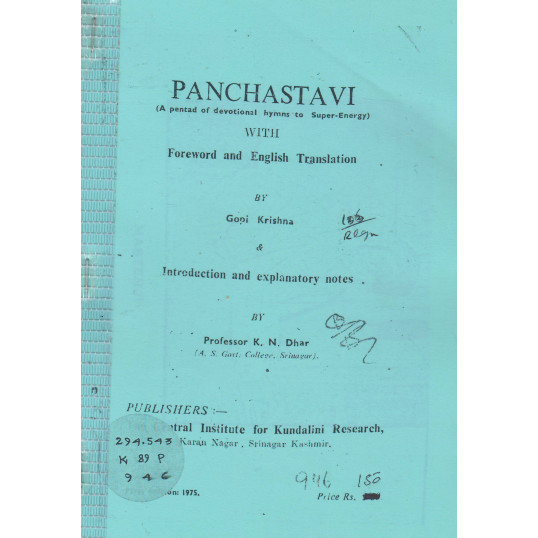 PANCHASTAVI
(A pentad of devotional hymns to Super-Energy)
WITH
Foreword and English Translation
BY
Gopi Krishna
&
Introduction and explanatory notes .
BY
Professor K. N. Dhar
(A. S. Govt. College, Srinagar).
PUBLISHERS :—
Institute for Kundalini Research,
Karan Nagar, Srinagar Kashmir.
294.543
K 89 P
946
1975.
946 150
Price Rs.